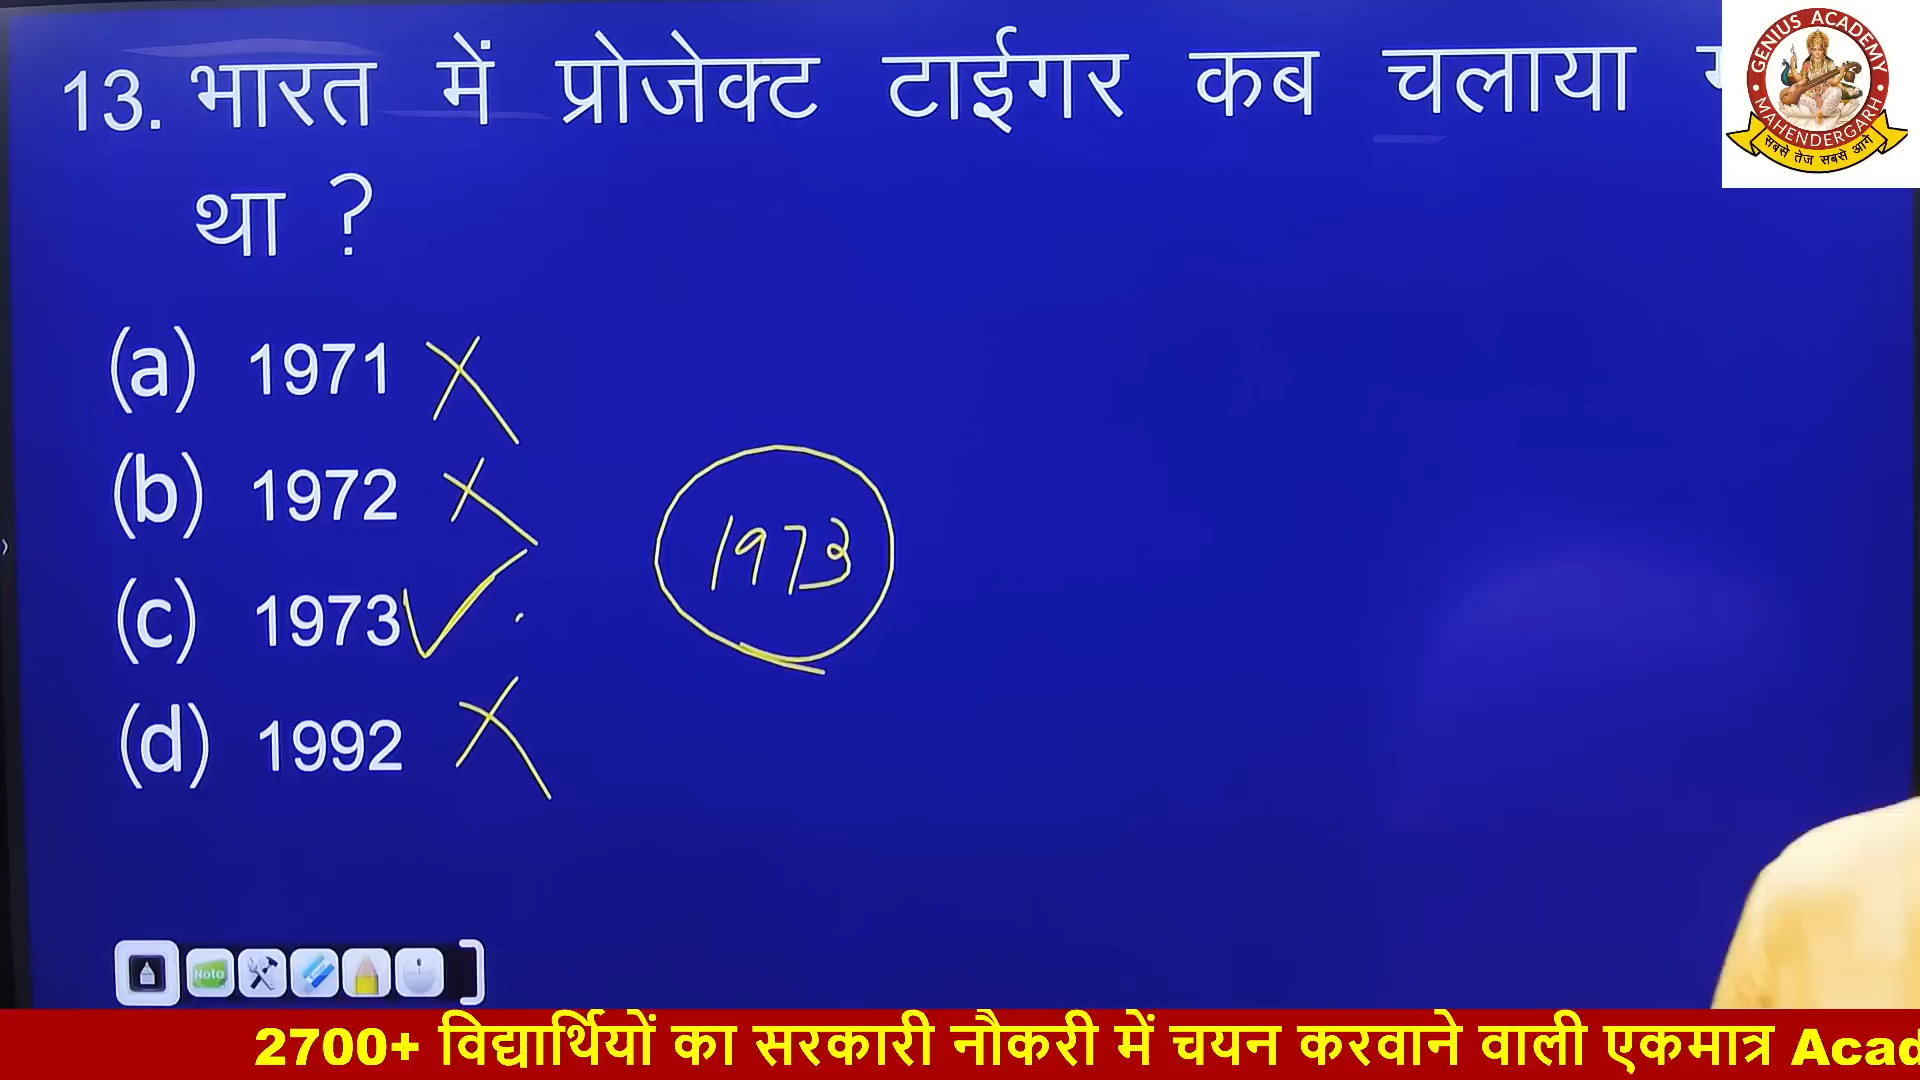 13. भारत में प्रोजेक्ट टाईगर कब चलाया
था ?
(a) 1971
(b) 1972
(c) 1973
(d) 1992
1973
GENIUS ACADEMY
MAHENDERGARH
सबसे तेज सबसे आगे
Note
2700+ विद्यार्थियों का सरकारी नौकरी में चयन करवाने वाली एकमात्र Acad